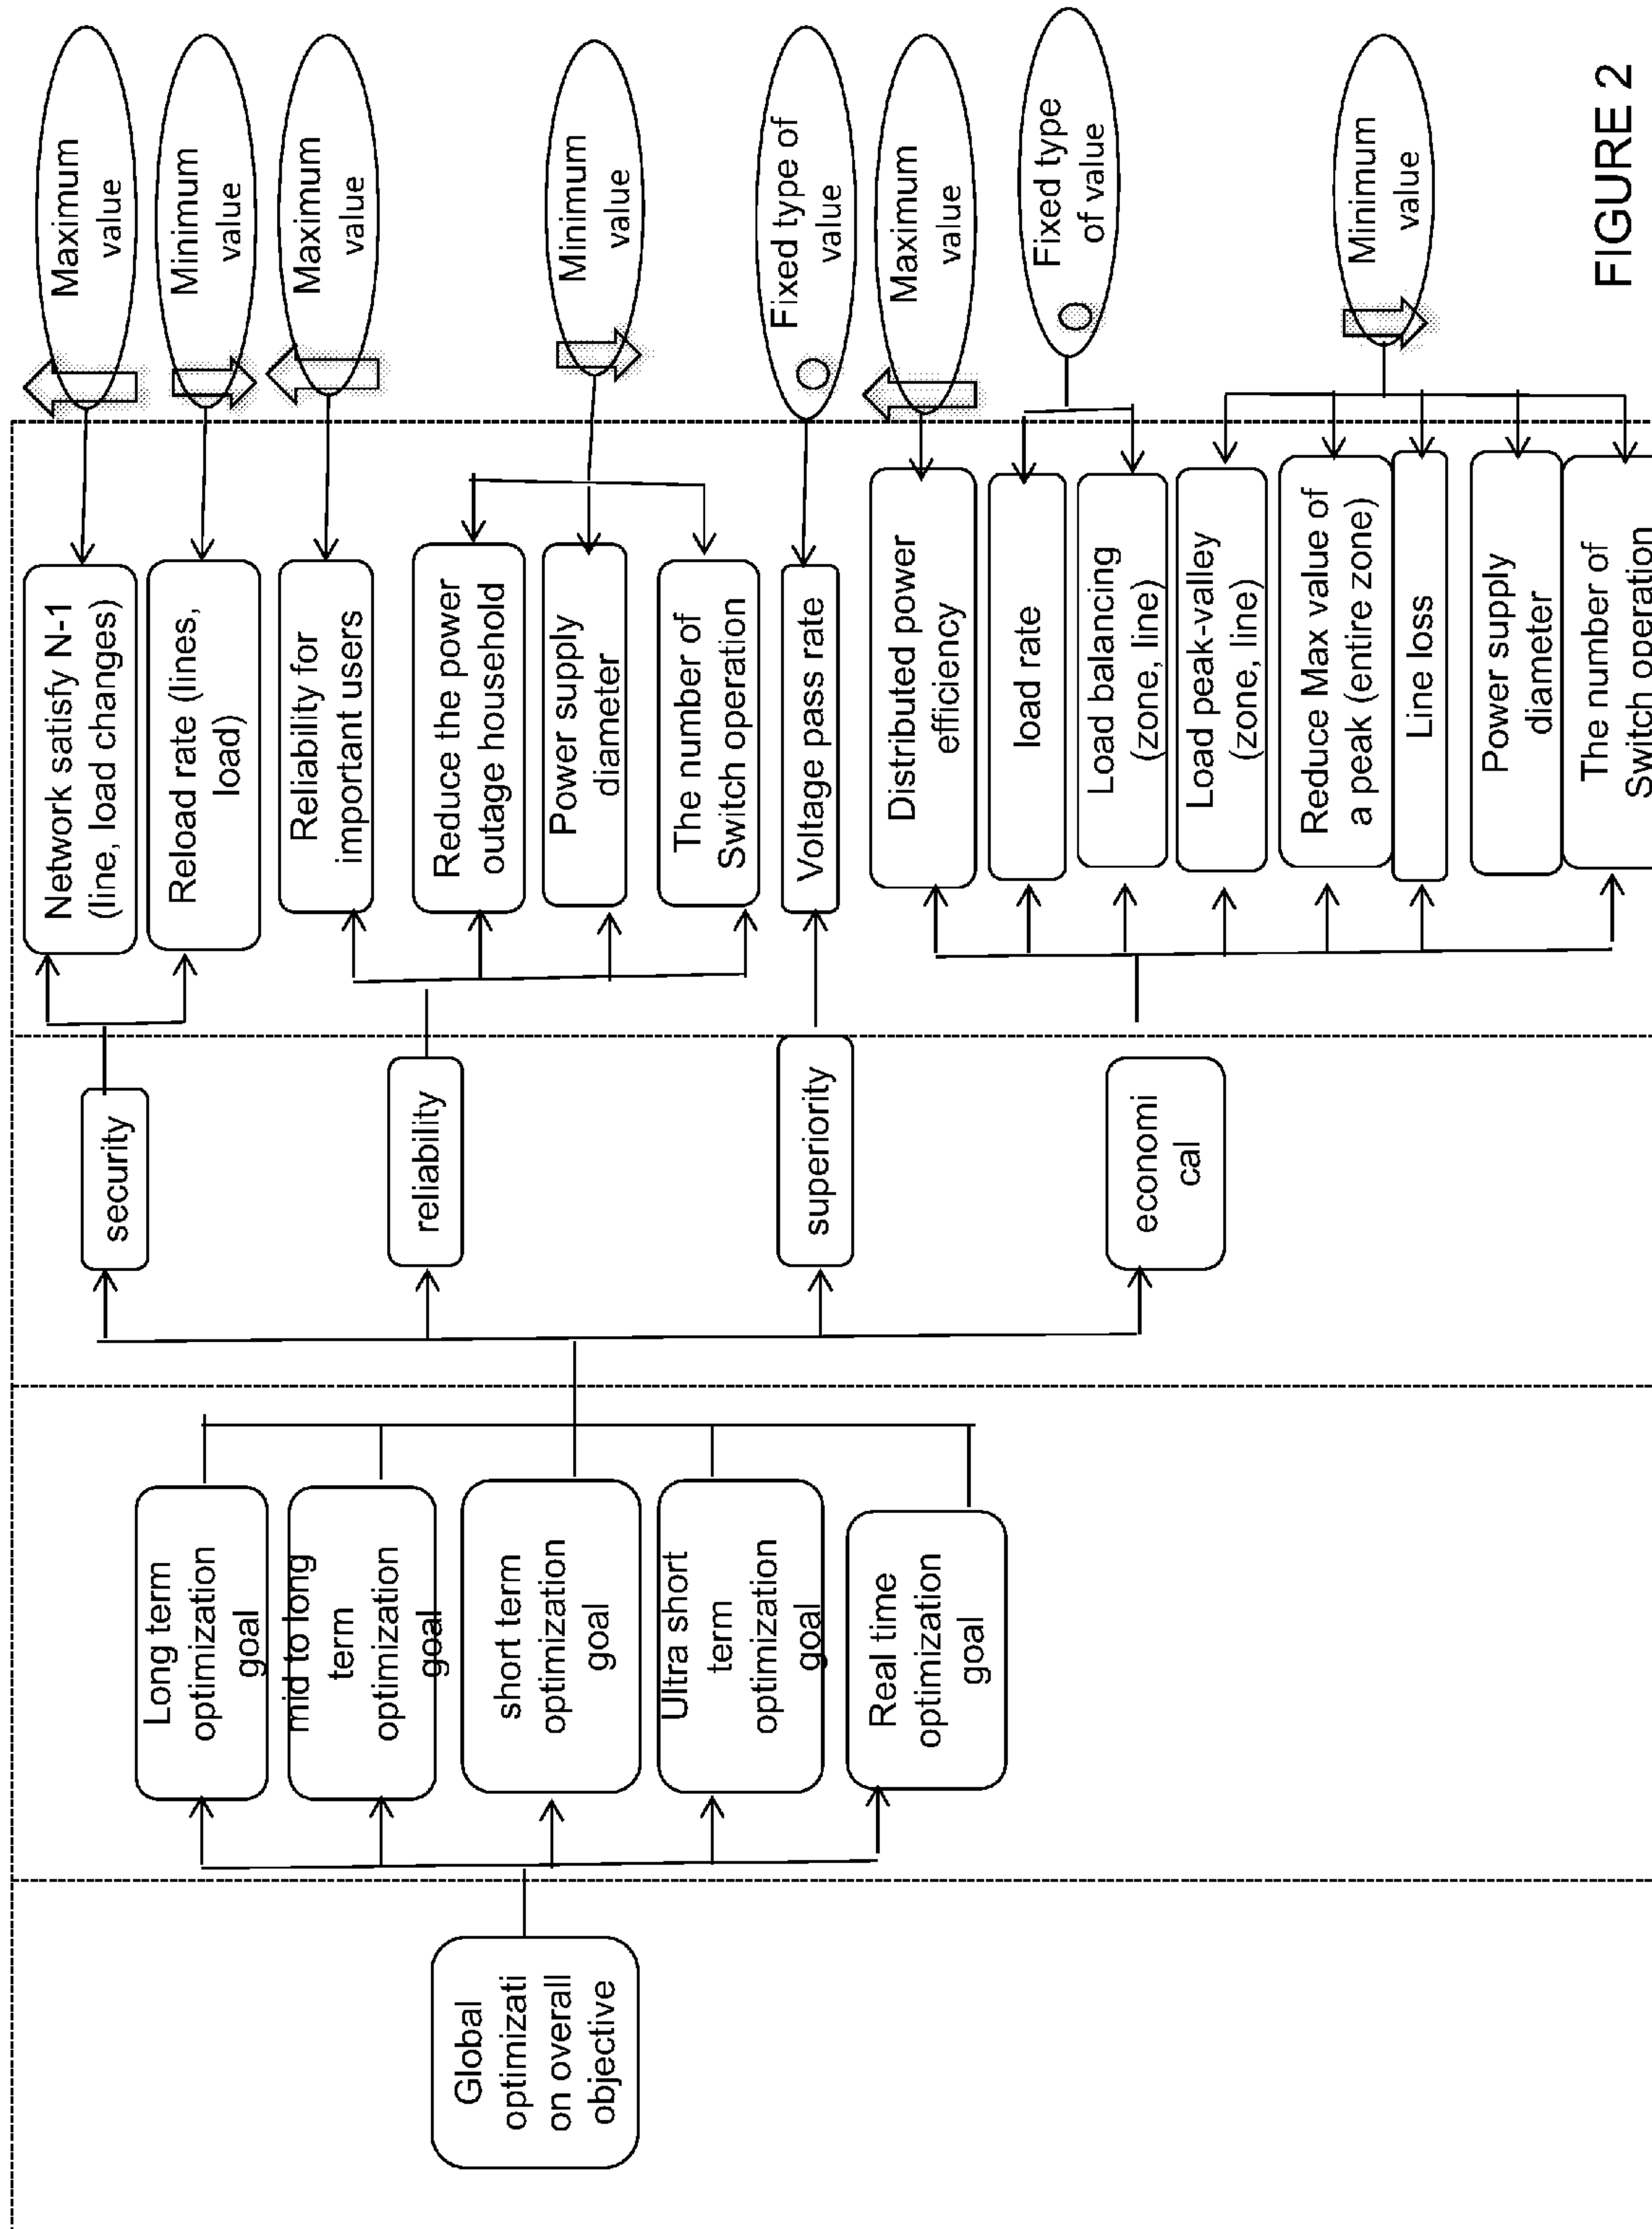 Global
optimizati
on overall
objective
Long term
optimization
goal
mid to long
term
optimization
goal
short term
optimization
goal
Ultra short
term
optimization
goal
Real time
optimization
goal
security
reliability
superiority
economi
cal
Network satisfy N-1
(line, load changes)
Reload rate (lines,
load)
Reliability for
important users
Reduce the power
outage household
Power supply
diameter
The number of
Switch operation
Voltage pass rate
Distributed power
efficiency
load rate
Load balancing
(zone, line)
Load peak-valley
(zone, line)
Reduce Max value of
a peak (entire zone)
Line loss
Power supply
diameter
The number of
Switch operation
Maximum
value
Minimum
value
Maximum
value
Minimum
value
Fixed type of
value
Maximum
value
Fixed type
of value
Minimum
value
FIGURE 2